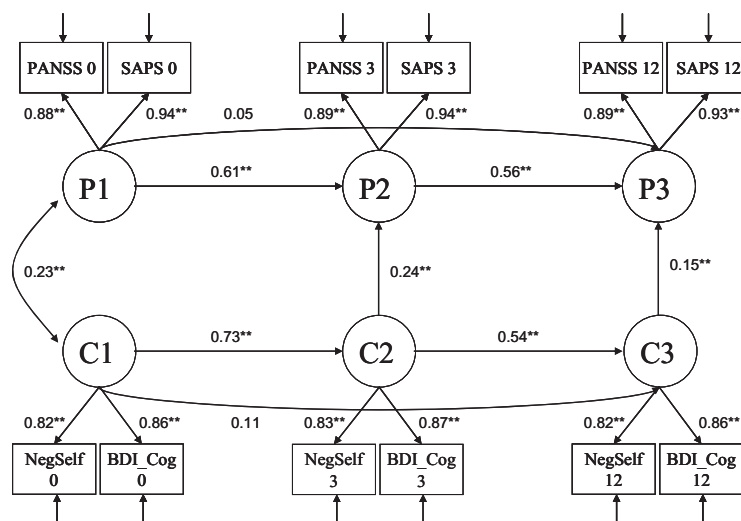 PANSS 0
SAPS 0
PANSS 3
SAPS 3
PANSS 12
SAPS 12
0.88**
0.94**
0.05
0.89**
0.94**
0.89**
0.93**
P1
0.61**
P2
0.56**
P3
0.23**
0.24**
0.15**
C1
0.73**
C2
0.54**
C3
0.82**
0.86**
0.11
0.83**
0.87**
0.82**
0.86**
NegSelf
0
BDI_Cog
0
NegSelf
3
BDI_Cog
3
NegSelf
12
BDI_Cog
12